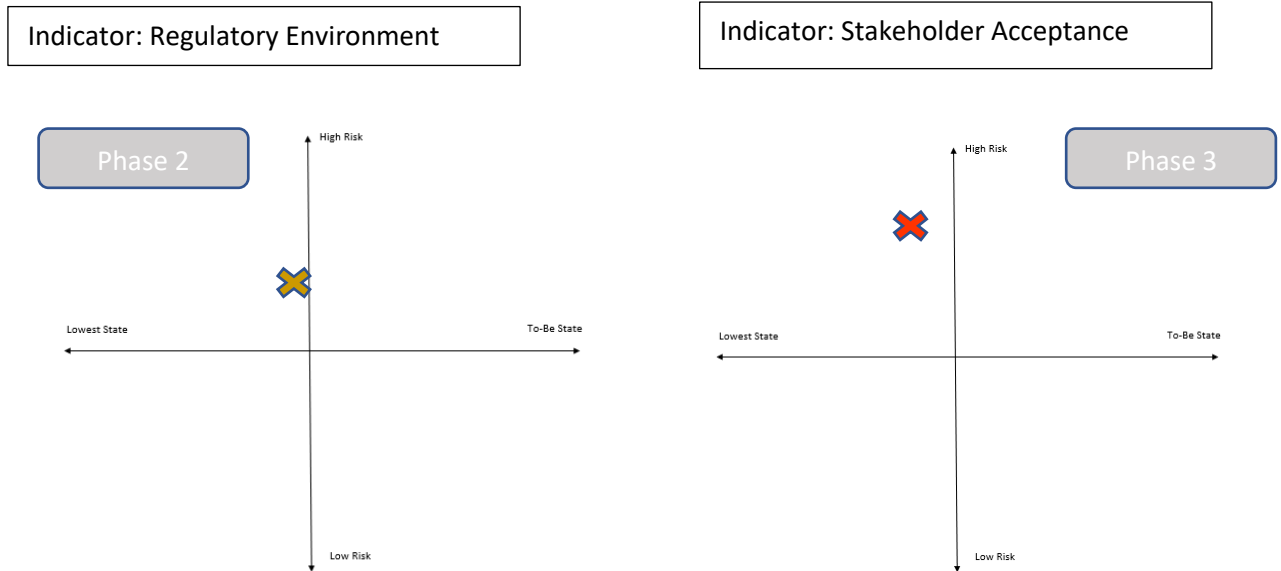 Indicator: Regulatory Environment
Phase 2
High Risk
Lowest State
To-Be State
Low Risk
Indicator: Stakeholder Acceptance
High Risk
Phase 3
Lowest State
To-Be State
Low Risk